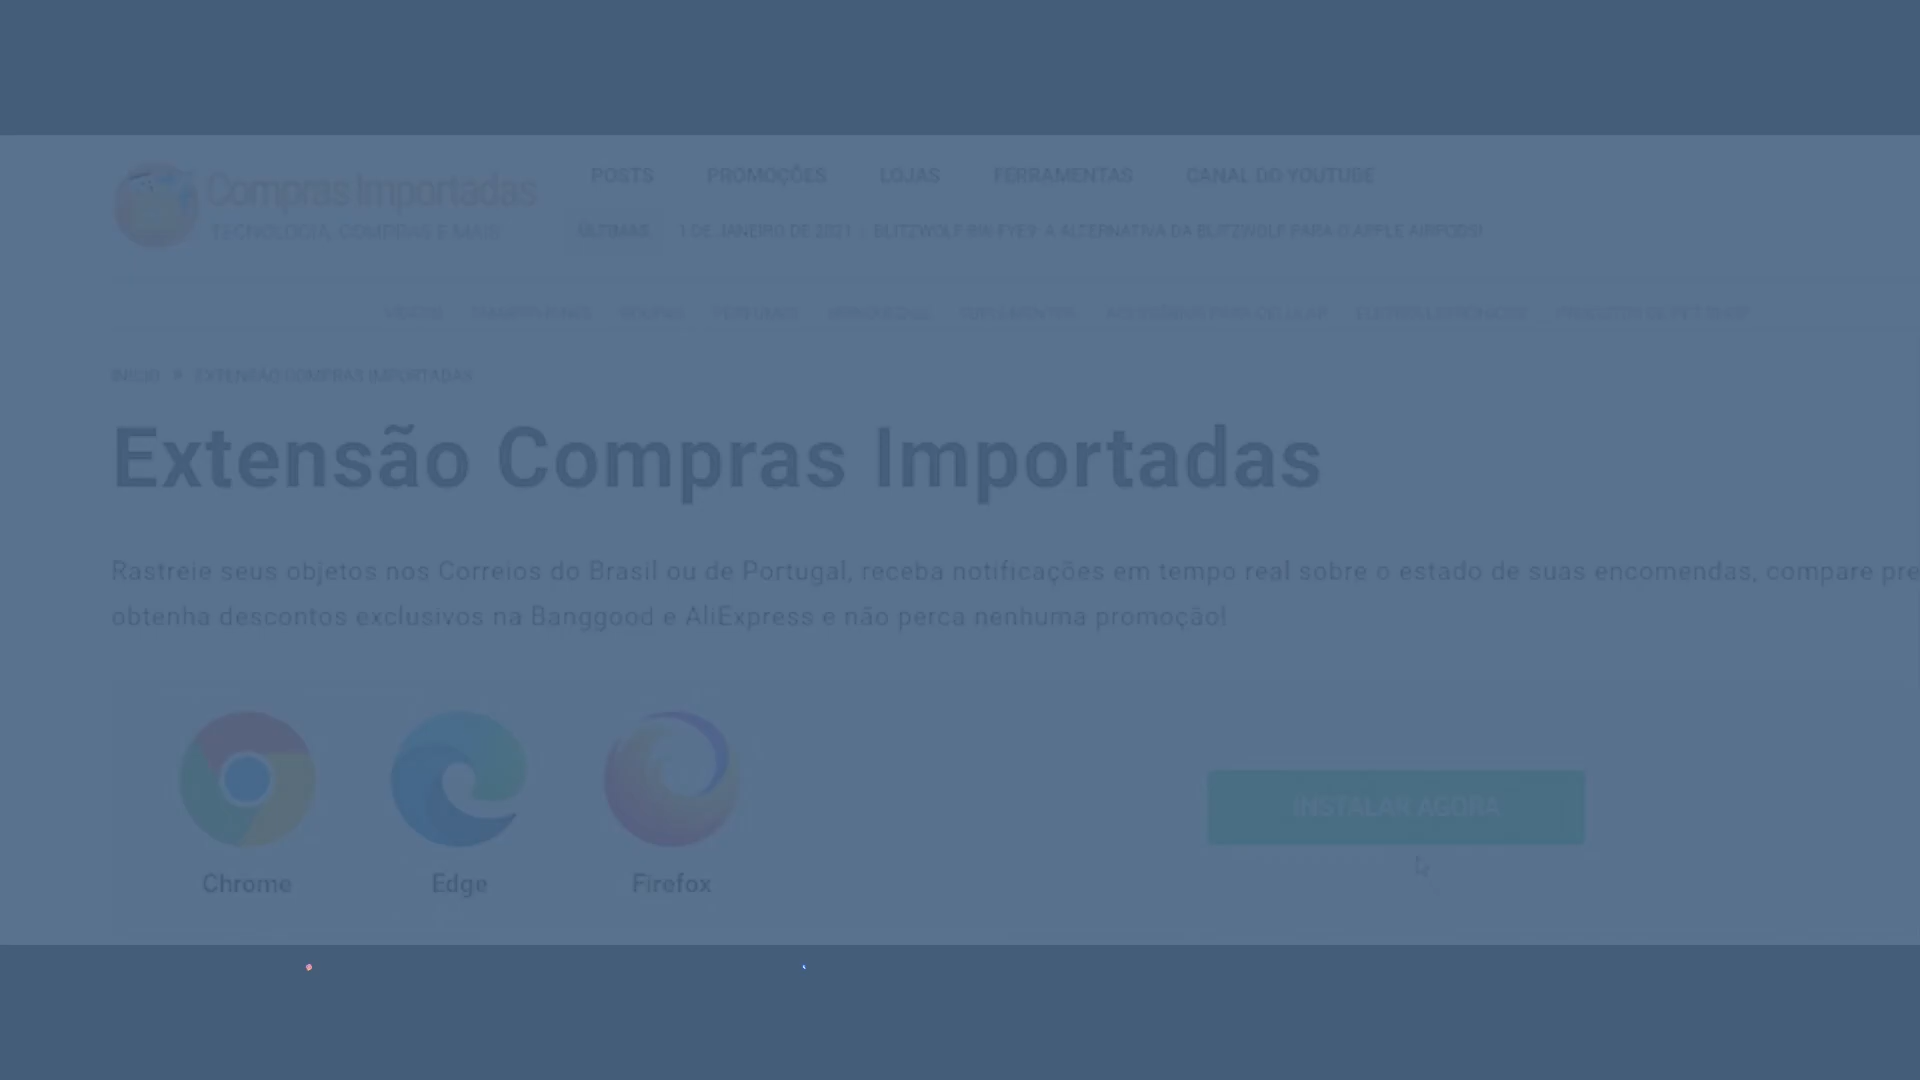 Compras Importadas
TECNOLOGIA, COMPRAS E MAIS
POSTS PROMOÇÕES LOJAS FERRAMENTAS CANAL DO YOUTUBE
ÚLTIMAS 1 DE JANEIRO DE 2021 BLITZWOLF A ALTERNATIVA DA BLITZWOLF PARA O APPLE AIRPODS!
ACESSÓRIOS PARA CELULAR
INÍCIO » EXTENSÃO COMPRAS IMPORTADAS
Extensão Compras Importadas
Rastreie seus objetos nos Correios do Brasil ou de Portugal, receba notificações em tempo real sobre o estado de suas encomendas, compare pre
obtenha descontos exclusivos na Banggood e AliExpress e não perca nenhuma promoção!
Chrome Edge Firefox
INSTALAR AGORA